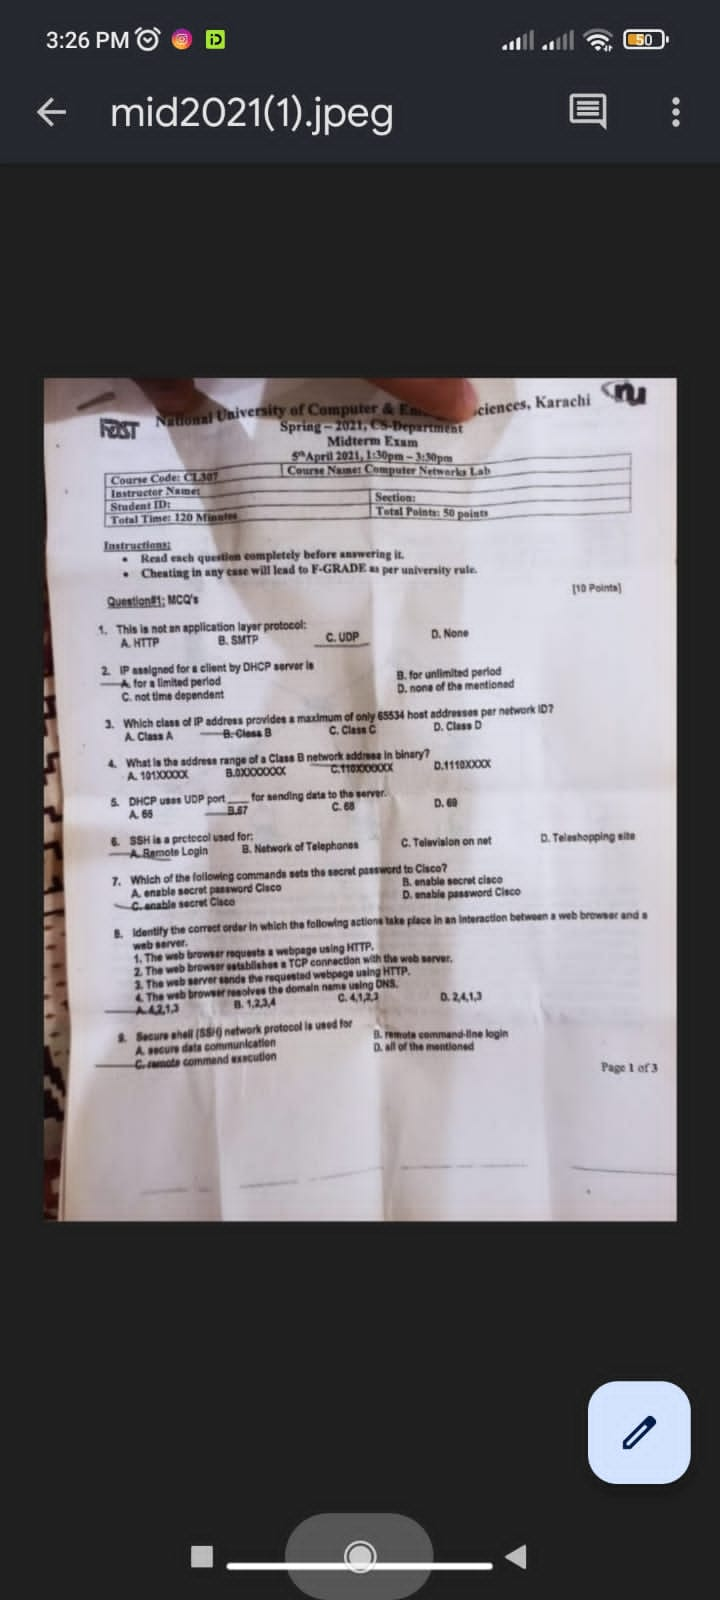 3:26 PM
50
mid2021(1).jpeg
National University of Computer & ciences, Karachi
Spring – 2021, CS-Department
Midterm Exam
5th April 2021, 1:30pm – 3:30pm
Course Code: CL307 Course Name: Computer Networks Lab
Instructor Name:
Student ID: Section:
Total Time: 120 Minutes Total Points: 50 points
Instructions:
• Read each question completely before answering it.
• Cheating in any case will lead to F-GRADE as per university rule.
Question#1: MCQ's [10 Points]
1. This is not an application layer protocol:
A. HTTP B. SMTP C. UDP D. None
2. IP assigned for a client by DHCP server is
A. for a limited period B. for unlimited period
C. not time dependent D. none of the mentioned
3. Which class of IP address provides a maximum of only 65534 host addresses per network ID?
A. Class A B. Class B C. Class C D. Class D
4. What is the address range of a Class B network address in binary?
A. 101XXXXX B.0XXXXXXX C.110XXXXXX D.1110XXXX
5. DHCP uses UDP port ____ for sending data to the server.
A. 66 B.67 C. 68 D. 69
6. SSH is a protocol used for:
A. Remote Login B. Network of Telephones C. Television on net D. Teleshopping site
7. Which of the following commands sets the secret password to Cisco?
A. enable secret password Cisco B. enable secret cisco
C. enable secret Cisco D. enable password Cisco
8. Identify the correct order in which the following actions take place in an interaction between a web browser and a
web server.
1. The web browser requests a webpage using HTTP.
2. The web browser establishes a TCP connection with the web server.
3. The web server sends the requested webpage using HTTP.
4. The web browser resolves the domain name using DNS.
A. 4,2,1,3 B. 1,2,3,4 C. 4,1,2,3 D. 2,4,1,3
9. Secure shell (SSH) network protocol is used for
A. secure data communication B. remote command-line login
C. remote command execution D. all of the mentioned
Page 1 of 3